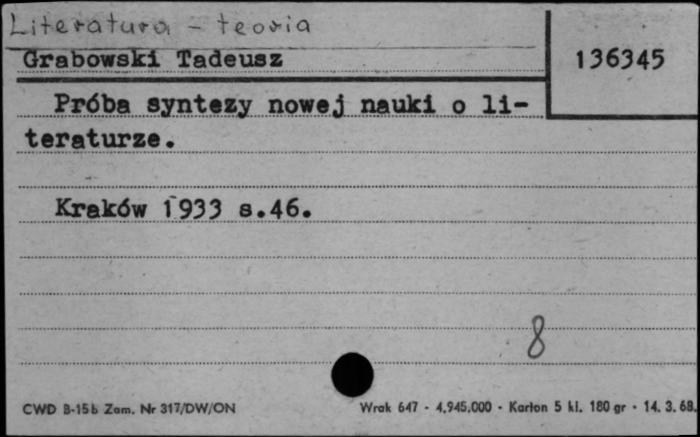 Literatura - teoria
Grabowski Tadeusz
136345
Próba syntezy nowej nauki o li-
teraturze.
Kraków 1933 s.46.
8
CWD B-15b Zam. Nr 317/DW/ON
Wrak 647 - 4.945.000 - Karton 5 kl. 180 gr - 14. 3. 68.